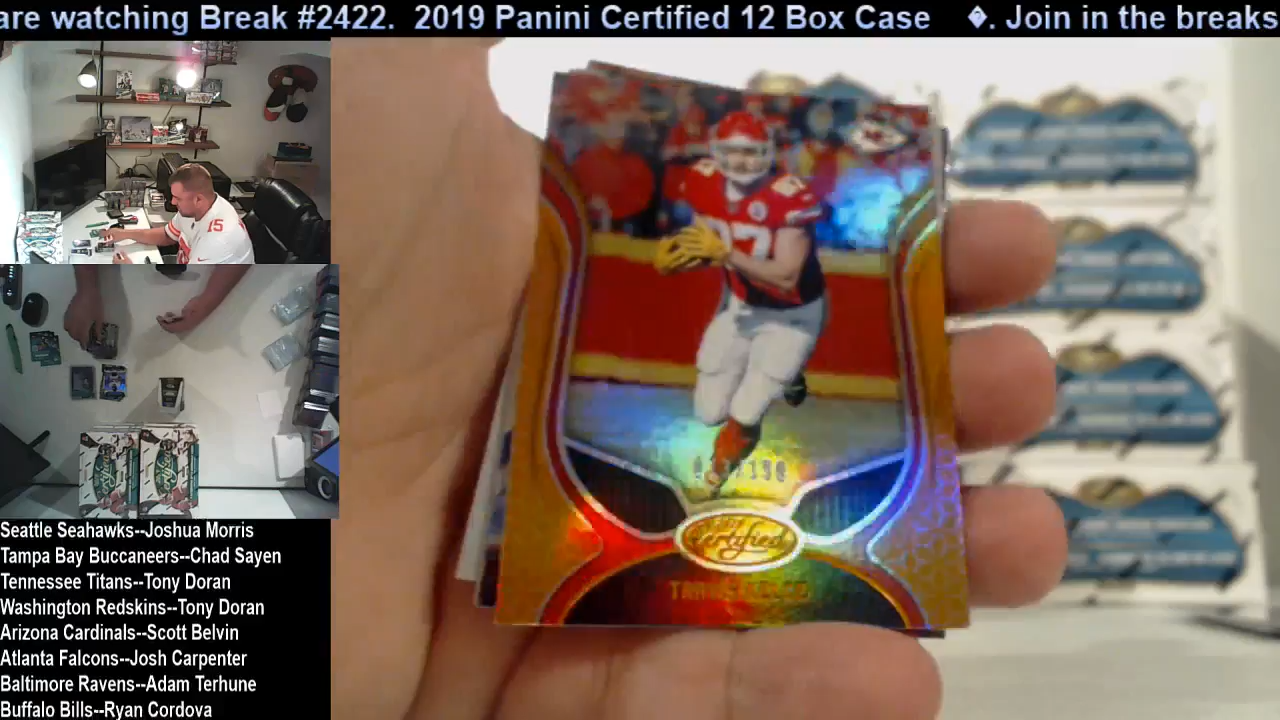 are watching Break #2422. 2019 Panini Certified 12 Box Case �. Join in the breaks
15
87
Certified
Seattle Seahawks--Joshua Morris
Tampa Bay Buccaneers--Chad Sayen
Tennessee Titans--Tony Doran
Washington Redskins--Tony Doran
Arizona Cardinals--Scott Belvin
Atlanta Falcons--Josh Carpenter
Baltimore Ravens--Adam Terhune
Buffalo Bills--Ryan Cordova